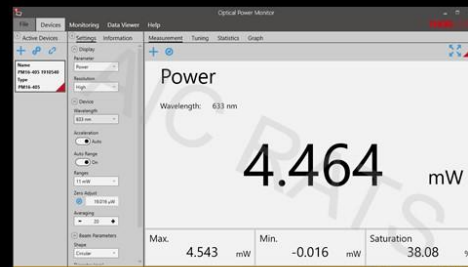 Optical Power Monitor
File Devices Monitoring Data Viewer Help
Active Devices
Settings Information
Measurement Tuning Statistics Graph
Name
PM16-405 1910540
Type
PM16-405
Display
Parameter
Power
Resolution
High
Device
Wavelength
633 nm
Acceleration
Auto
Auto Range
On
Ranges
11 mW
Zero Adjust
Averaging
20
Beam Parameters
Shape
Circular
Power
Wavelength: 633 nm
4.464 mW
Max. 4.543 mW
Min. -0.016 mW
Saturation 38.08 %